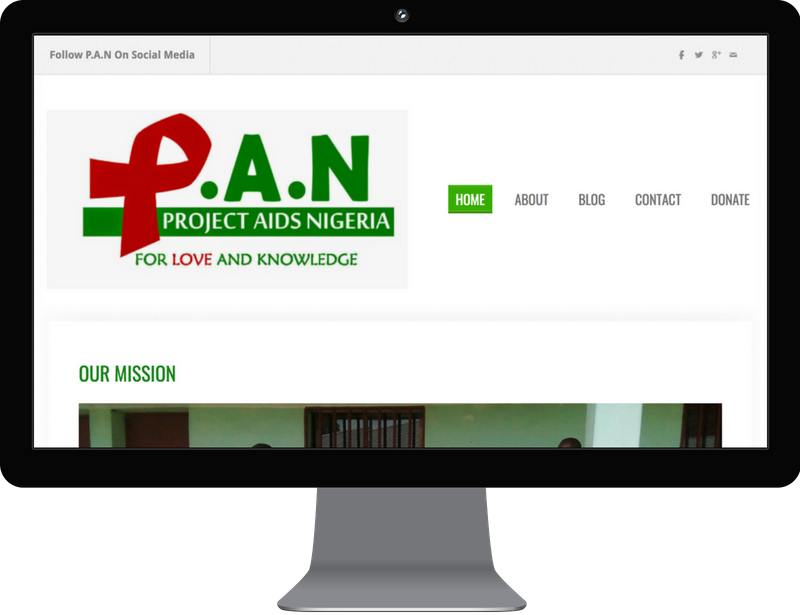 Follow P.A.N On Social Media
P.A.N
PROJECT AIDS NIGERIA
FOR LOVE AND KNOWLEDGE
HOME ABOUT BLOG CONTACT DONATE
OUR MISSION